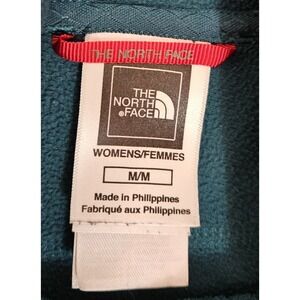 THE NORTH FACE
THE
NORTH
FACE
WOMENS/FEMMES
M/M
Made in Philippines
Fabriqué aux Philippines